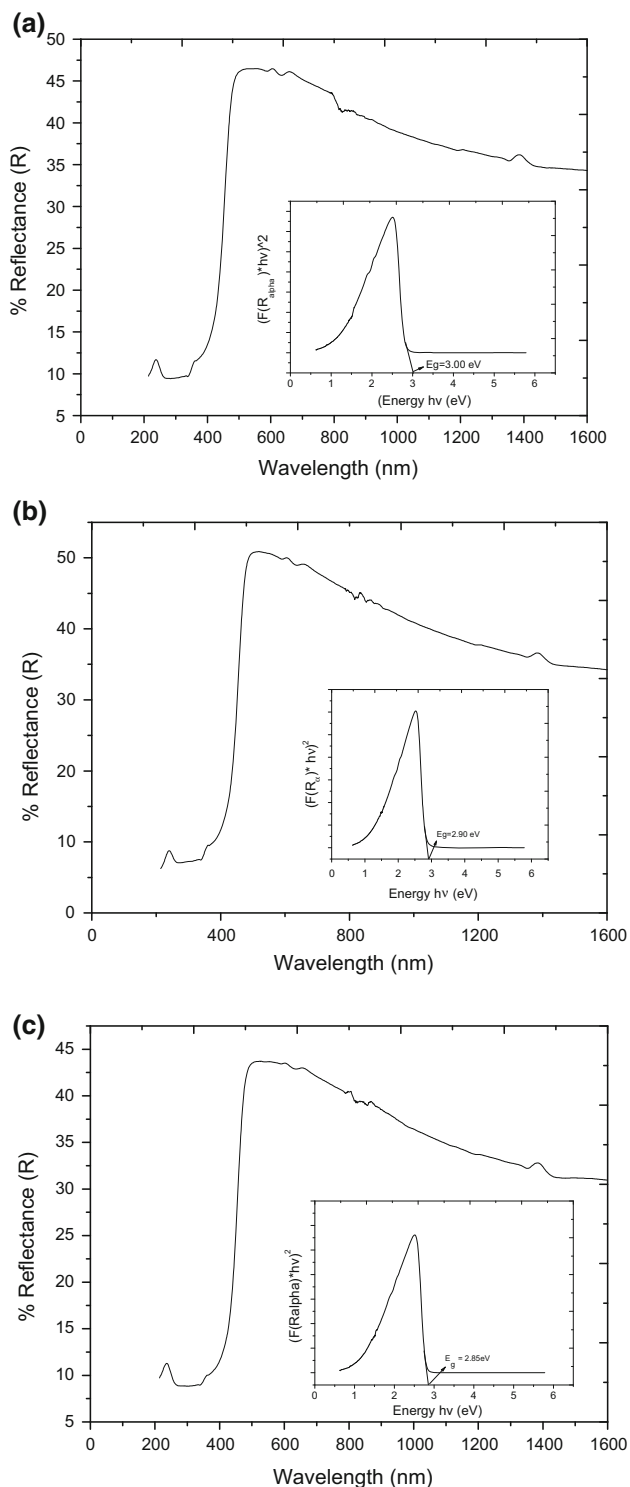 (a)
50
45
40
35
30
25
20
15
10
5
% Reflectance (R)
0 200 400 600 800 1000 1200 1400 1600
Wavelength (nm)
(F(R_alpha)*hv)^2
Eg=3.00 eV
0 1 2 3 4 5 6
(Energy hv (eV)
(b)
50
40
30
20
10
0
% Reflectance (R)
0 400 800 1200 1600
Wavelength (nm)
(F(Rα)* hν)²
Eg=2.90 eV
0 1 2 3 4 5 6
Energy hν (eV)
(c)
45
40
35
30
25
20
15
10
5
% Reflectance (R)
0 200 400 600 800 1000 1200 1400 1600
Wavelength (nm)
(F(Ralpha)*hv)²
E_g = 2.85eV
0 1 2 3 4 5 6
Energy hv (eV)